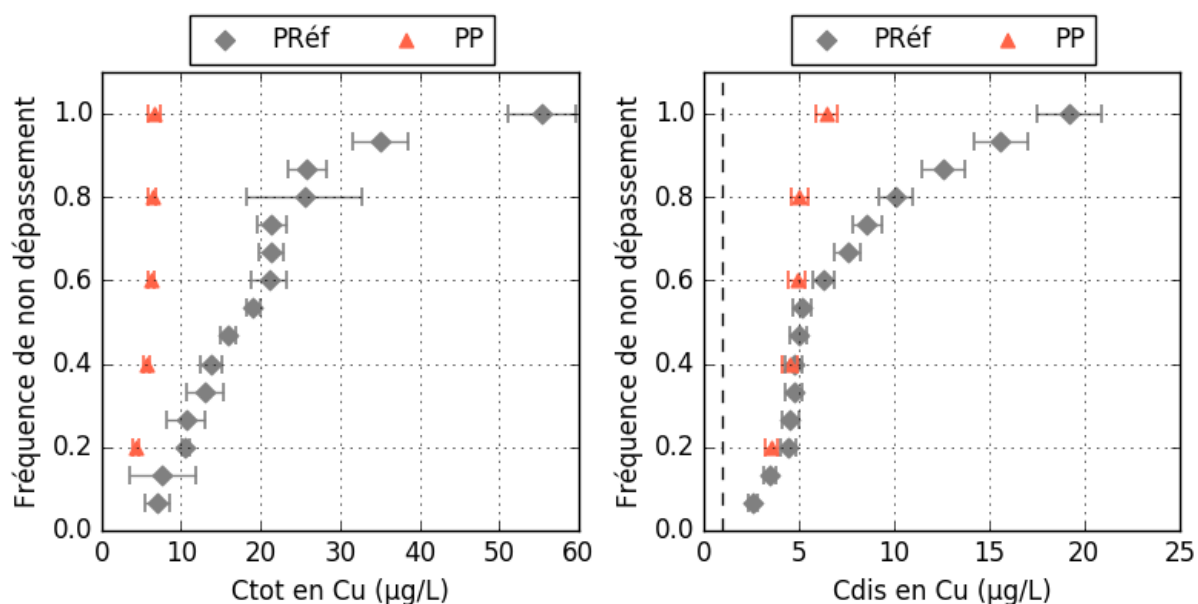 PRéf PP
Fréquence de non dépassement
1.0
0.8
0.6
0.4
0.2
0.0
0 10 20 30 40 50 60
Ctot en Cu (µg/L)
PRéf PP
Fréquence de non dépassement
1.0
0.8
0.6
0.4
0.2
0.0
0 5 10 15 20 25
Cdis en Cu (µg/L)